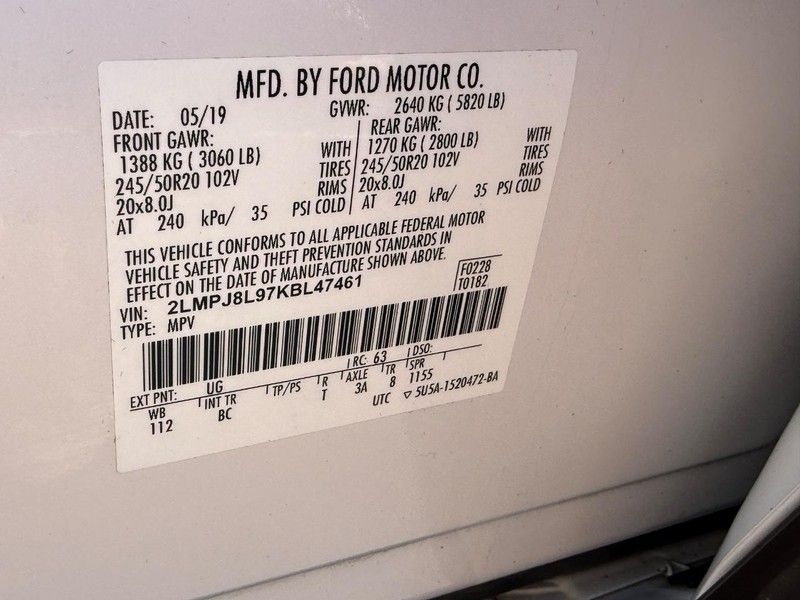 MFD. BY FORD MOTOR CO.
DATE: 05/19 GVWR: 2640 KG ( 5820 LB)
FRONT GAWR: REAR GAWR:
1388 KG ( 3060 LB) WITH 1270 KG ( 2800 LB) WITH
245/50R20 102V TIRES 245/50R20 102V TIRES
20x8.0J RIMS 20x8.0J RIMS
AT 240 kPa/ 35 PSI COLD AT 240 kPa/ 35 PSI COLD
THIS VEHICLE CONFORMS TO ALL APPLICABLE FEDERAL MOTOR
VEHICLE SAFETY AND THEFT PREVENTION STANDARDS IN
EFFECT ON THE DATE OF MANUFACTURE SHOWN ABOVE.
VIN: 2LMPJ8L97KBL47461 F0228
TYPE: MPV T0182
EXT PNT: UG RC: 63 DSO:
WB INT TR TP/PS R AXLE TR SPR
112 BC T 3A 8 1155
UTC ▽ 5U5A-1520472-BA